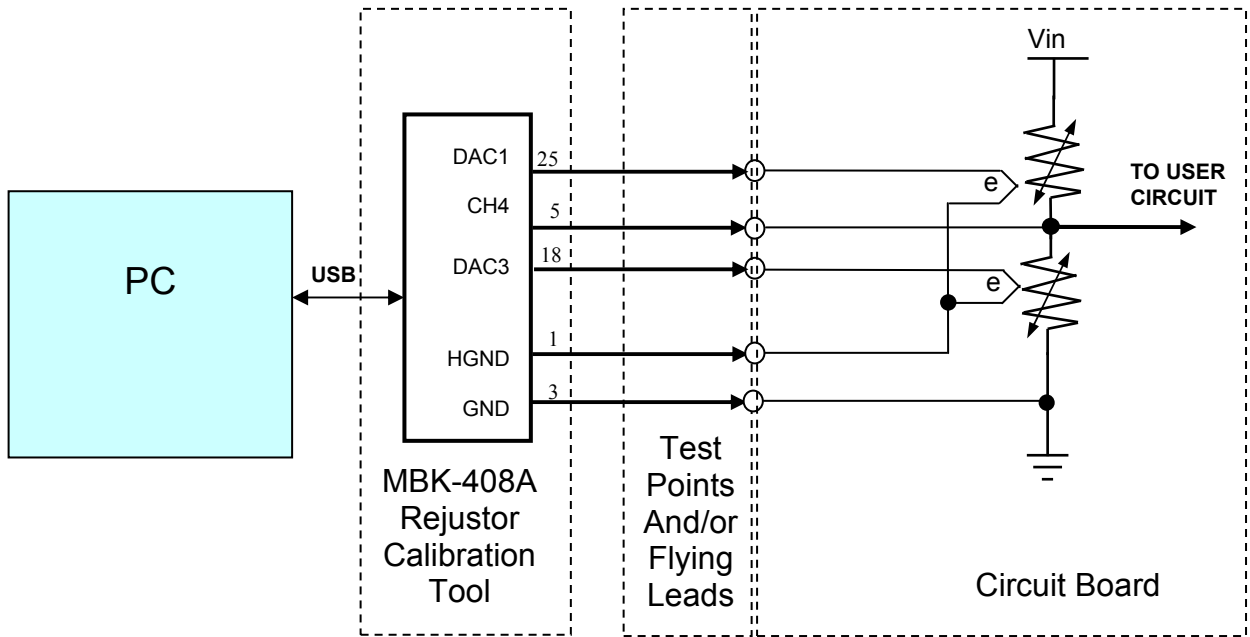 Vin
DAC1 25
CH4 5
DAC3 18
HGND 1
GND 3
e
e
TO USER
CIRCUIT
PC
USB
MBK-408A
Rejustor
Calibration
Tool
Test
Points
And/or
Flying
Leads
Circuit Board